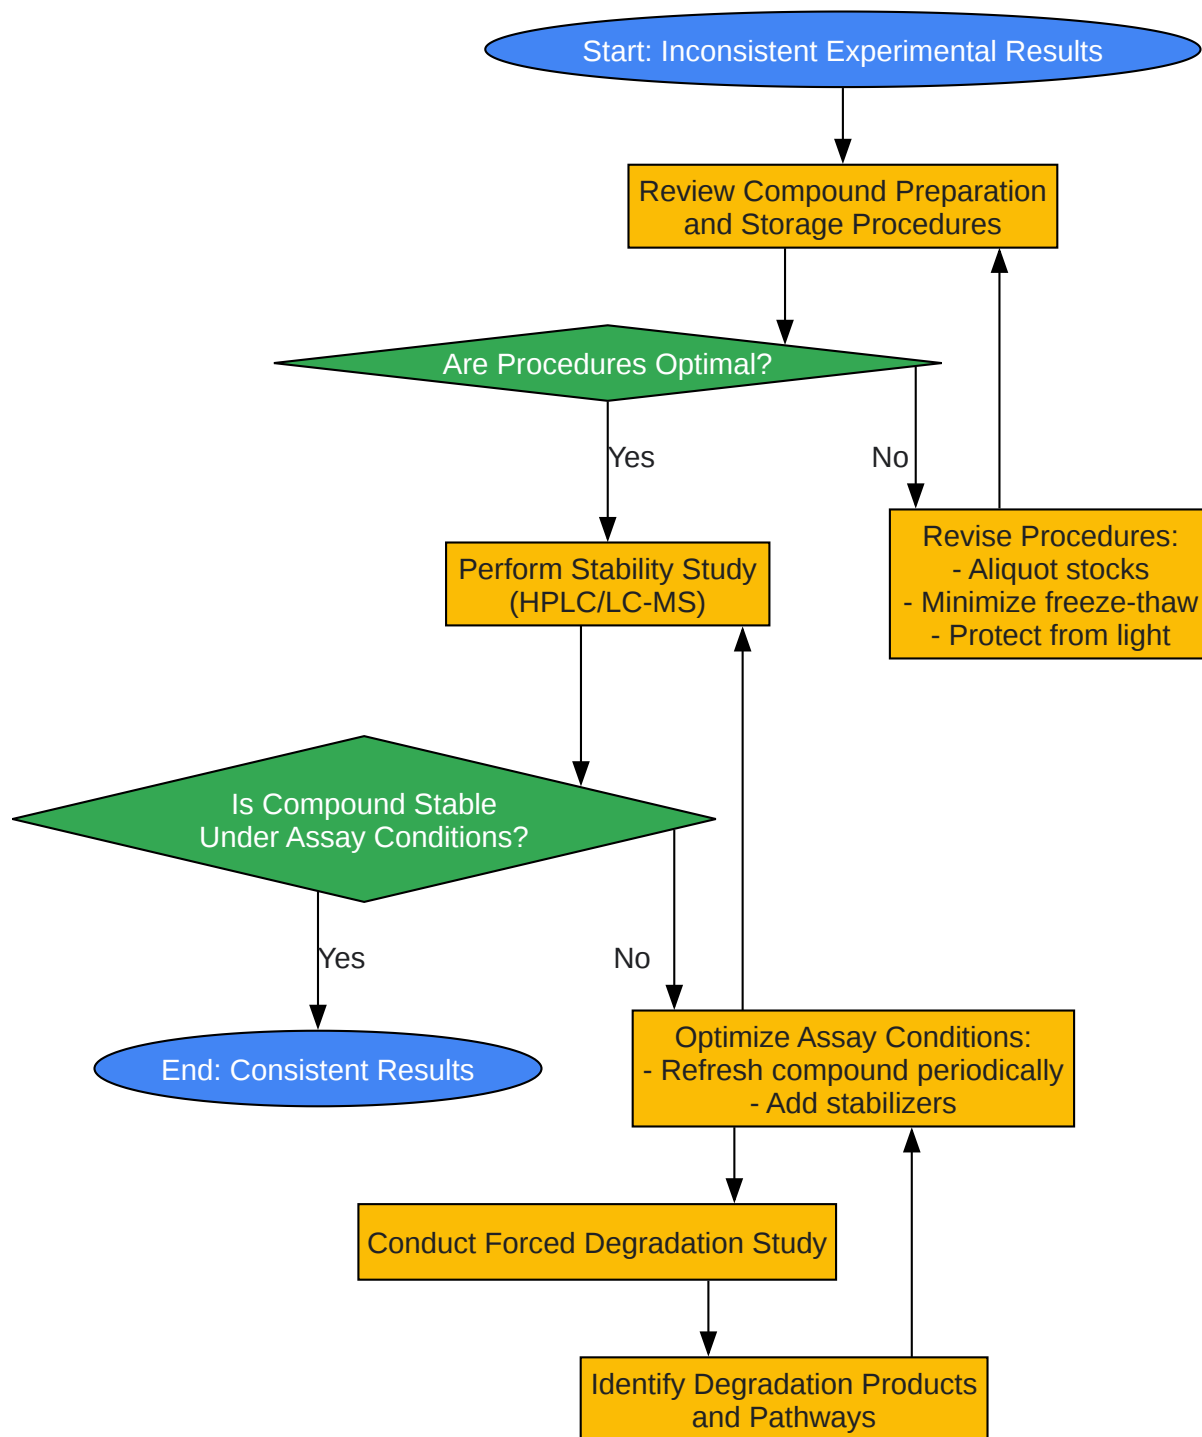 Start: Inconsistent Experimental Results
Review Compound Preparation
and Storage Procedures
Are Procedures Optimal?
Yes
No
Revise Procedures:
- Aliquot stocks
- Minimize freeze-thaw
- Protect from light
Perform Stability Study
(HPLC/LC-MS)
Is Compound Stable
Under Assay Conditions?
Yes
No
End: Consistent Results
Optimize Assay Conditions:
- Refresh compound periodically
- Add stabilizers
Conduct Forced Degradation Study
Identify Degradation Products
and Pathways